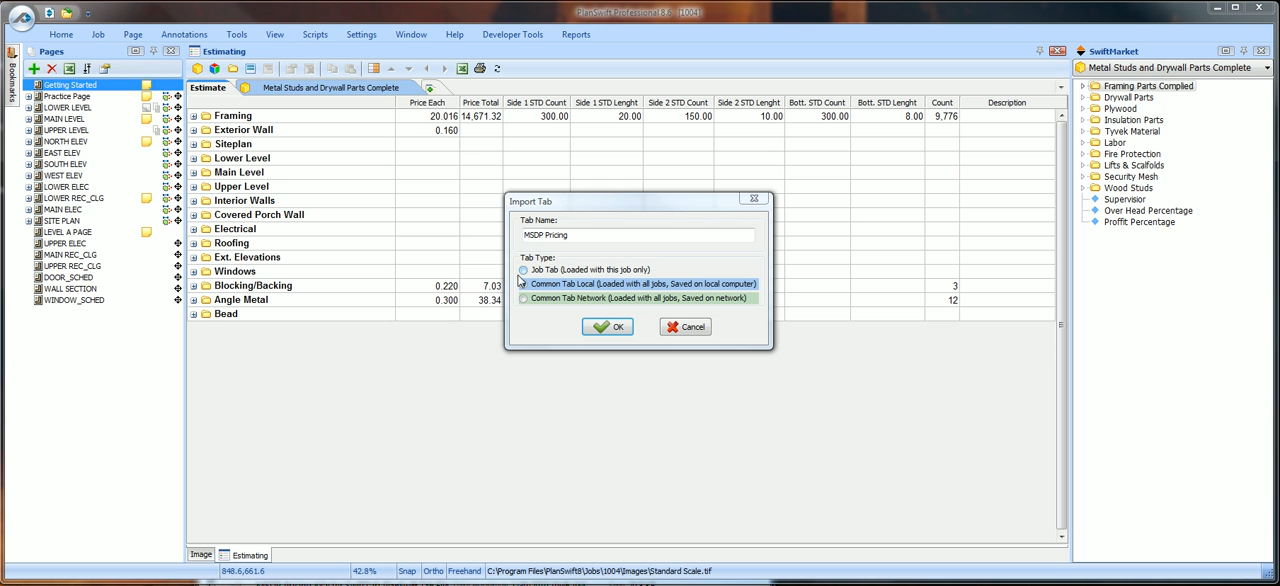 PlanSwift Professional 8.6 - [1004]
Home Job Page Annotations Tools View Scripts Settings Window Help Developer Tools Reports
Bookmarks
Pages
Getting Started
Practice Page
LOWER LEVEL
MAIN LEVEL
UPPER LEVEL
NORTH ELEV
EAST ELEV
SOUTH ELEV
WEST ELEV
LOWER ELEC
LOWER REC_CLG
MAIN ELEC
SITE PLAN
LEVEL A PAGE
UPPER ELEC
MAIN REC_CLG
UPPER REC_CLG
DOOR_SCHED
WALL SECTION
WINDOW_SCHED
Estimating
Estimate Metal Studs and Drywall Parts Complete
Price Each Price Total Side 1 STD Count Side 1 STD Lenght Side 2 STD Count Side 2 STD Lenght Bott. STD Count Bott. STD Lenght Count Description
Framing 20.016 14,671.32 300.00 20.00 150.00 10.00 300.00 8.00 9,776
Exterior Wall 0.160
Siteplan
Lower Level
Main Level
Upper Level
Interior Walls
Covered Porch Wall
Electrical
Roofing
Ext. Elevations
Windows
Blocking/Backing 0.220 7.03 3
Angle Metal 0.300 38.34 12
Bead
Import Tab
Tab Name:
MSDP Pricing
Tab Type:
Job Tab (Loaded with this job only)
Common Tab Local (Loaded with all jobs, Saved on local computer)
Common Tab Network (Loaded with all jobs, Saved on network)
OK Cancel
SwiftMarket
Metal Studs and Drywall Parts Complete
Framing Parts Complied
Drywall Parts
Plywood
Insulation Parts
Tyvek Material
Labor
Fire Protection
Lifts & Scalfolds
Security Mesh
Wood Studs
Supervisior
Over Head Percentage
Proffit Percentage
Image Estimating
848.6,661.6 42.8% Snap Ortho Freehand C:\Program Files\PlanSwift8\Jobs\1004\Images\Standard Scale.tif